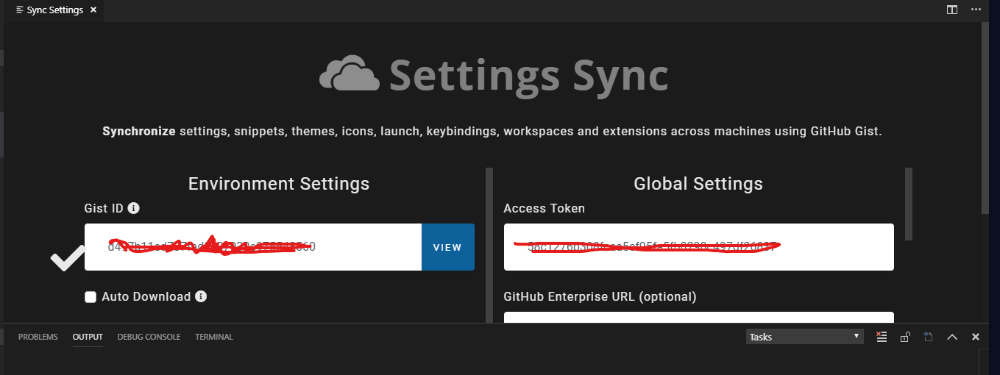 Sync Settings
Settings Sync
Synchronize settings, snippets, themes, icons, launch, keybindings, workspaces and extensions across machines using GitHub Gist.
Environment Settings
Gist ID
VIEW
Auto Download
Global Settings
Access Token
GitHub Enterprise URL (optional)
PROBLEMS OUTPUT DEBUG CONSOLE TERMINAL Tasks